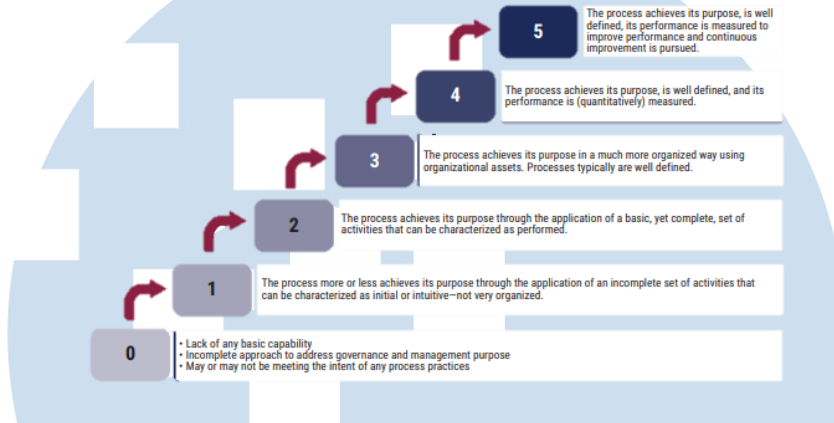 5
The process achieves its purpose, is well
defined, its performance is measured to
improve performance and continuous
improvement is pursued.
4
The process achieves its purpose, is well defined, and its
performance is (quantitatively) measured.
3
The process achieves its purpose in a much more organized way using
organizational assets. Processes typically are well defined.
2
The process achieves its purpose through the application of a basic, yet complete, set of
activities that can be characterized as performed.
1
The process more or less achieves its purpose through the application of an incomplete set of activities that
can be characterized as initial or intuitive—not very organized.
0
• Lack of any basic capability
• Incomplete approach to address governance and management purpose
• May or may not be meeting the intent of any process practices